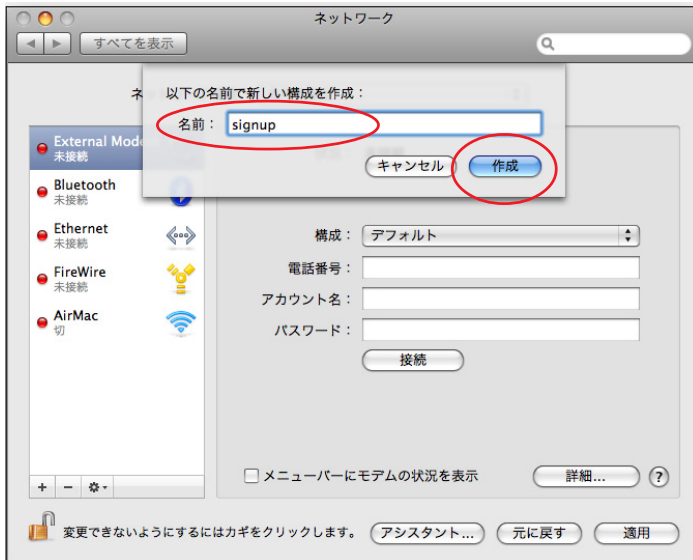 ネットワーク
すべてを表示
以下の名前で新しい構成を作成：
ネ
名前： signup
キャンセル 作成
External Mode
未接続
Bluetooth
未接続
Ethernet
未接続
FireWire
未接続
AirMac
切
構成： デフォルト
電話番号：
アカウント名：
パスワード：
接続
メニューバーにモデムの状況を表示
詳細... ?
変更できないようにするにはカギをクリックします。
アシスタント... 元に戻す 適用